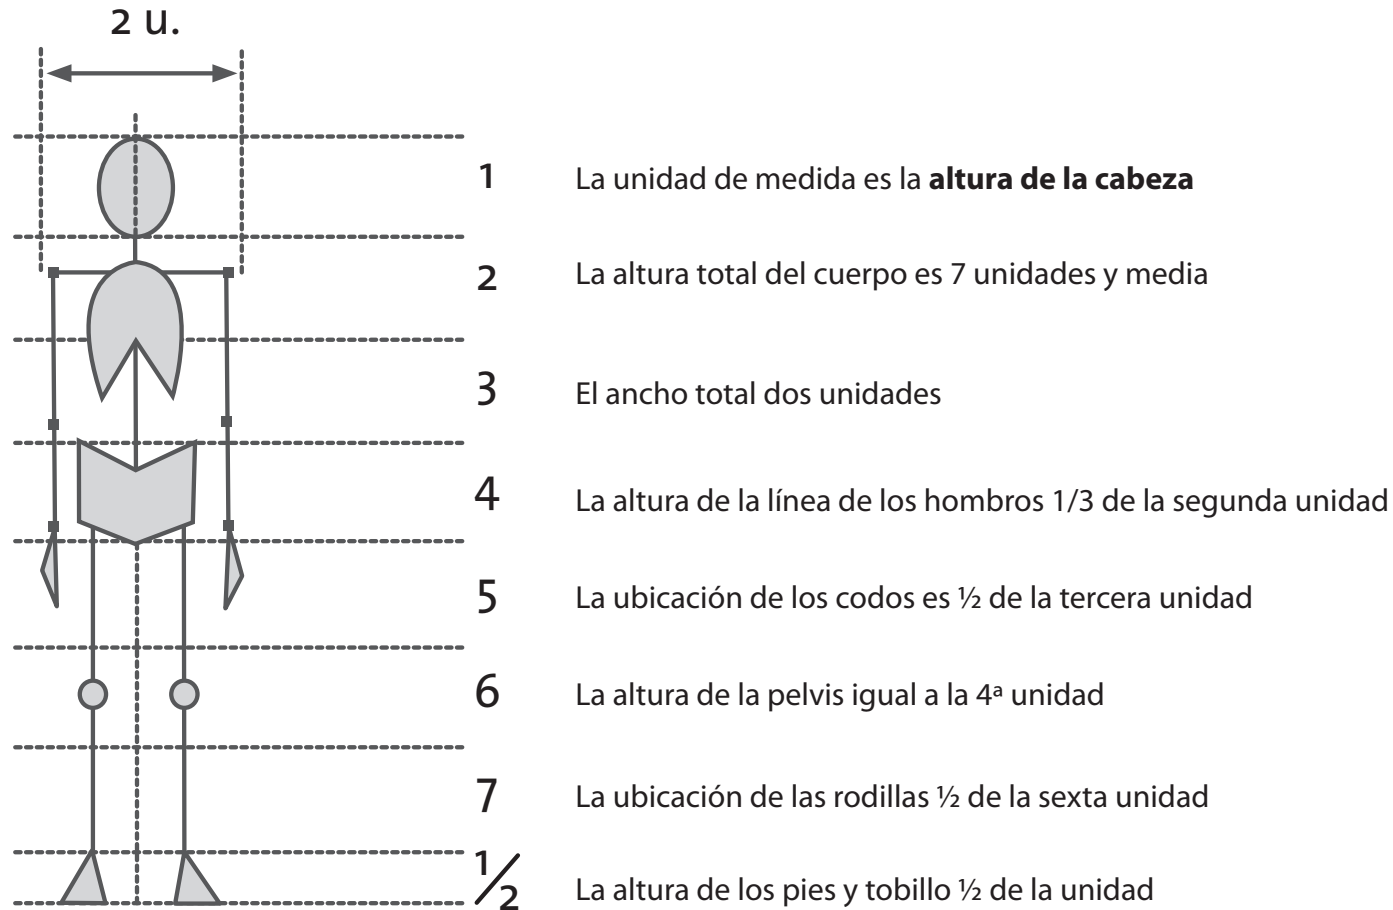 2 u.
1 La unidad de medida es la altura de la cabeza
2 La altura total del cuerpo es 7 unidades y media
3 El ancho total dos unidades
4 La altura de la línea de los hombros 1/3 de la segunda unidad
5 La ubicación de los codos es ½ de la tercera unidad
6 La altura de la pelvis igual a la 4ª unidad
7 La ubicación de las rodillas ½ de la sexta unidad
½ La altura de los pies y tobillo ½ de la unidad